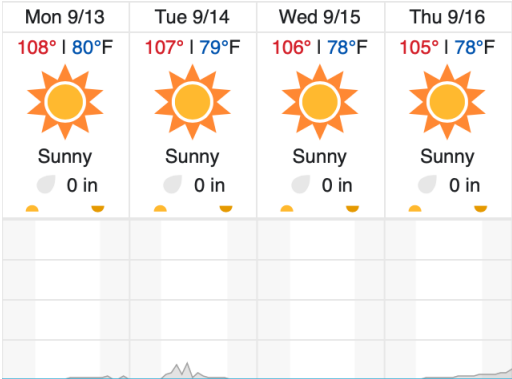 Mon 9/13
108° | 80°F
Sunny
0 in
Tue 9/14
107° | 79°F
Sunny
0 in
Wed 9/15
106° | 78°F
Sunny
0 in
Thu 9/16
105° | 78°F
Sunny
0 in